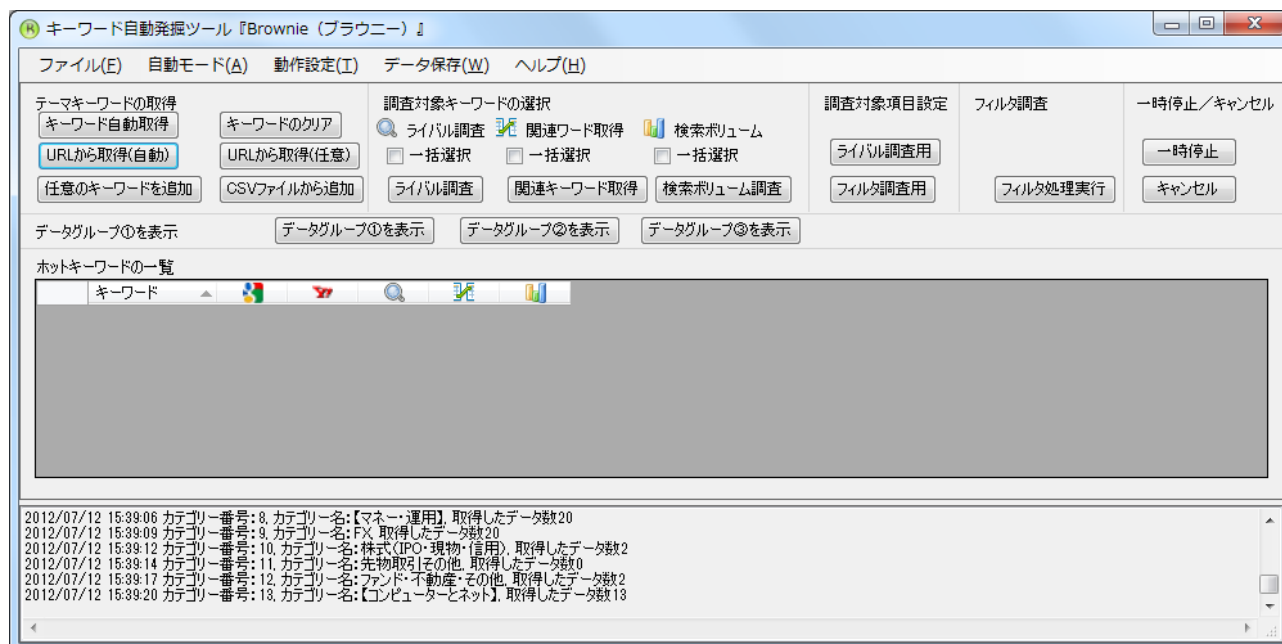 キーワード自動発掘ツール『Brownie（ブラウニー）』
ファイル(F) 自動モード(A) 動作設定(T) データ保存(W) ヘルプ(H)
テーマキーワードの取得 調査対象キーワードの選択 調査対象項目設定 フィルタ調査 一時停止／キャンセル
キーワード自動取得 キーワードのクリア ライバル調査 関連ワード取得 検索ボリューム
URLから取得(自動) URLから取得(任意) 一括選択 一括選択 一括選択 ライバル調査用 一時停止
任意のキーワードを追加 CSVファイルから追加 ライバル調査 関連キーワード取得 検索ボリューム調査 フィルタ調査用 フィルタ処理実行 キャンセル
データグループ①を表示 データグループ①を表示 データグループ②を表示 データグループ③を表示
ホットキーワードの一覧
キーワード
2012/07/12 15:39:06 カテゴリー番号：8, カテゴリー名：【マネー・運用】, 取得したデータ数20
2012/07/12 15:39:09 カテゴリー番号：9, カテゴリー名：FX, 取得したデータ数20
2012/07/12 15:39:12 カテゴリー番号：10, カテゴリー名：株式（IPO・現物・信用）, 取得したデータ数2
2012/07/12 15:39:14 カテゴリー番号：11, カテゴリー名：先物取引その他, 取得したデータ数0
2012/07/12 15:39:17 カテゴリー番号：12, カテゴリー名：ファンド・不動産・その他, 取得したデータ数2
2012/07/12 15:39:20 カテゴリー番号：13, カテゴリー名：【コンピューターとネット】, 取得したデータ数13